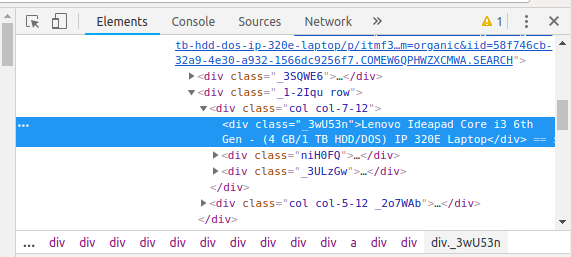 Elements Console Sources Network » 1
tb-hdd-dos-ip-320e-laptop/p/itmf3…m=organic&iid=58f746cb-
32a9-4e30-a932-1566dc9256f7.COMEW6QPHWZXCMWA.SEARCH">
▶<div class="_3SQWE6">…</div>
▼<div class="_1-2Iqu row">
▼<div class="col col-7-12">
<div class="_3wU53n">Lenovo Ideapad Core i3 6th
Gen - (4 GB/1 TB HDD/DOS) IP 320E Laptop</div> ==
▶<div class="niH0FQ">…</div>
▶<div class="_3ULzGw">…</div>
</div>
▶<div class="col col-5-12 _2o7WAb">…</div>
</div>
… div div div div div div div div div a div div div._3wU53n